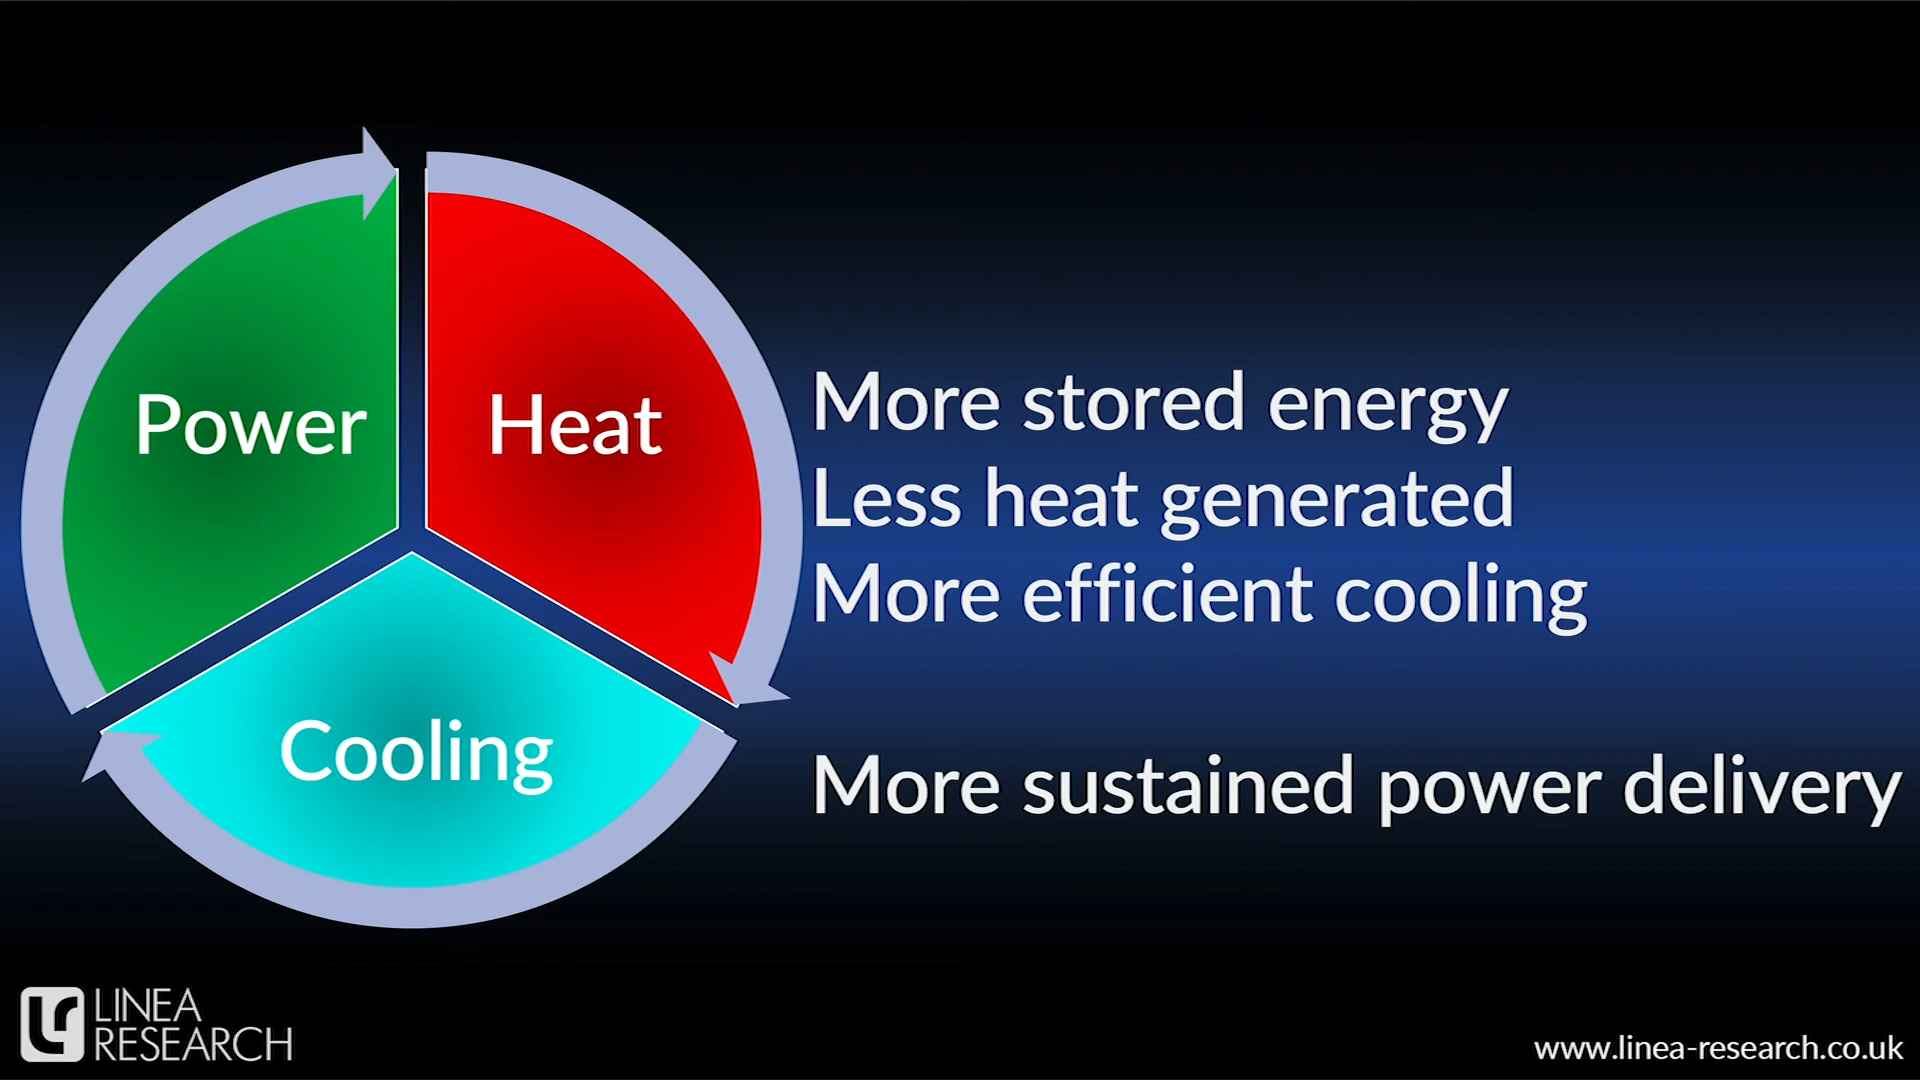 Power
Heat
Cooling
More stored energy
Less heat generated
More efficient cooling
More sustained power delivery
LINEA
RESEARCH
www.linea-research.co.uk